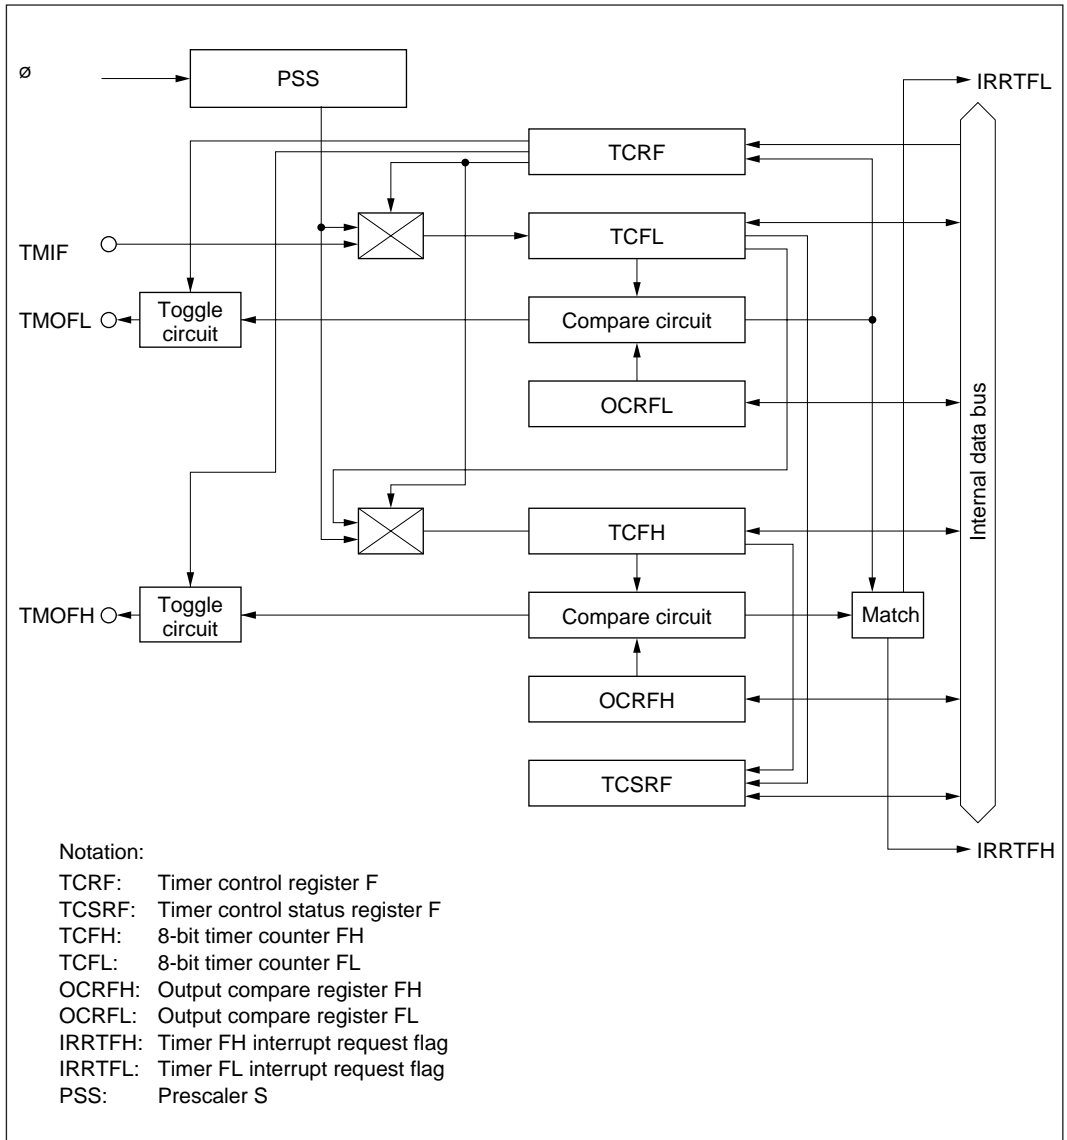 ø
PSS
IRRTFL
TCRF
TMIF
TCFL
TMOFL
Toggle
circuit
Compare circuit
OCRFL
Internal data bus
TCFH
TMOFH
Toggle
circuit
Compare circuit
Match
OCRFH
TCSRF
IRRTFH
Notation:
TCRF: Timer control register F
TCSRF: Timer control status register F
TCFH: 8-bit timer counter FH
TCFL: 8-bit timer counter FL
OCRFH: Output compare register FH
OCRFL: Output compare register FL
IRRTFH: Timer FH interrupt request flag
IRRTFL: Timer FL interrupt request flag
PSS: Prescaler S